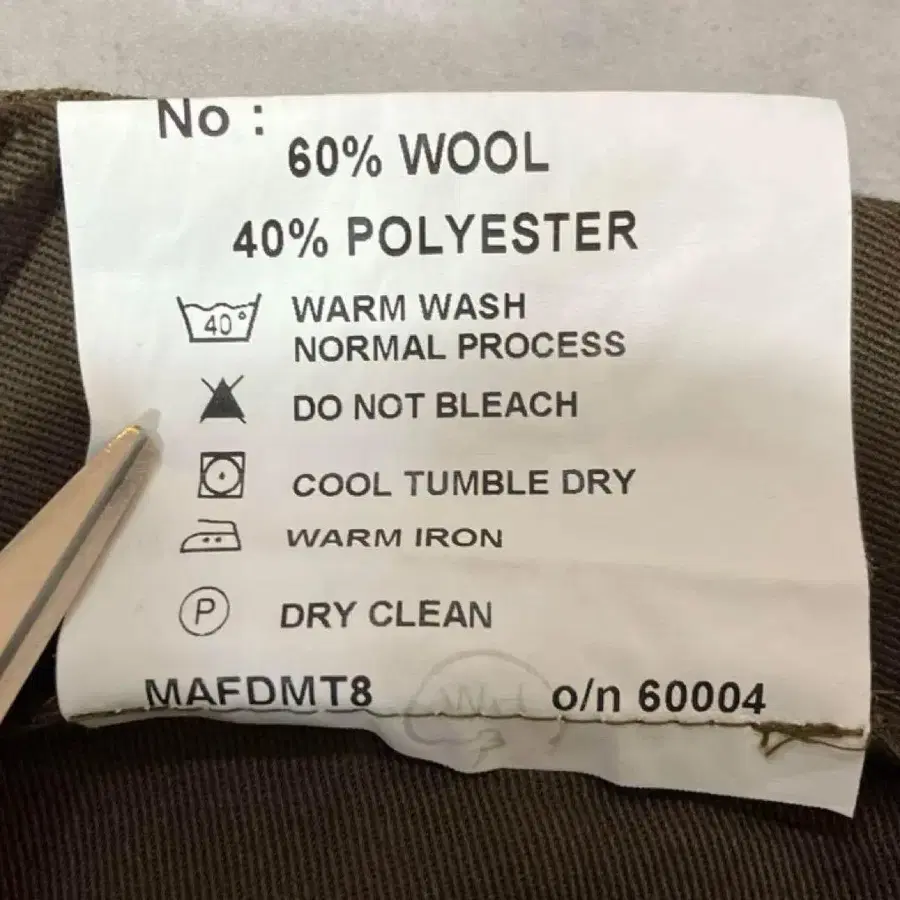 No :
60% WOOL
40% POLYESTER
40°
WARM WASH
NORMAL PROCESS
DO NOT BLEACH
COOL TUMBLE DRY
WARM IRON
P
DRY CLEAN
MAFDMT8 o/n 60004